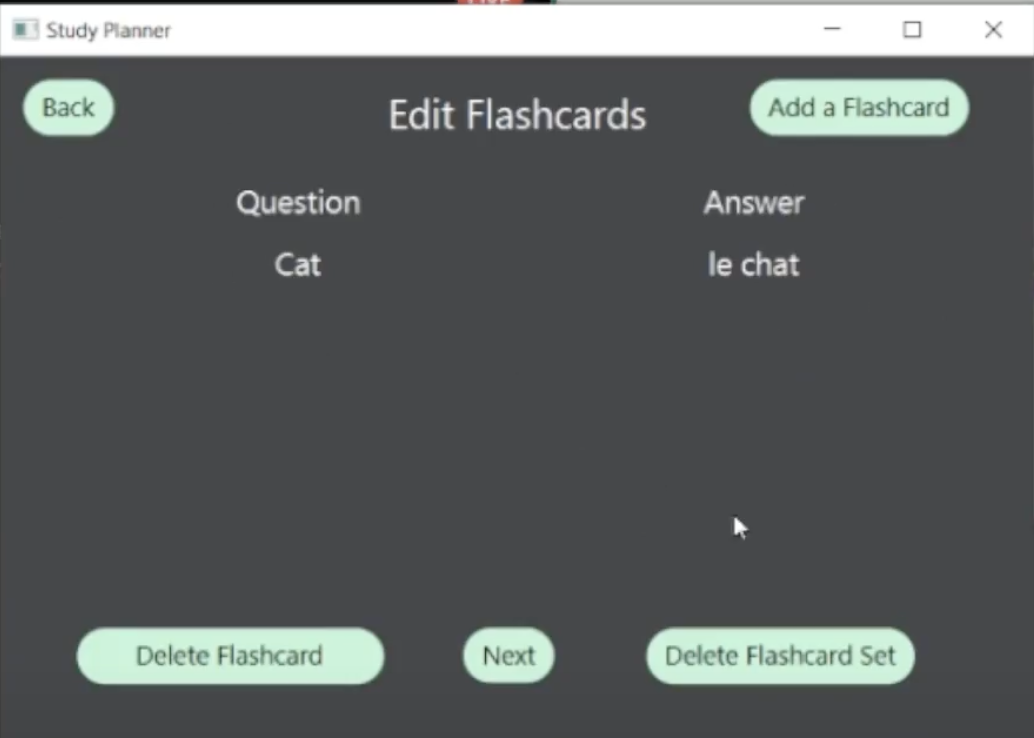 Study Planner
Back
Edit Flashcards
Add a Flashcard
Question
Answer
Cat
le chat
Delete Flashcard
Next
Delete Flashcard Set